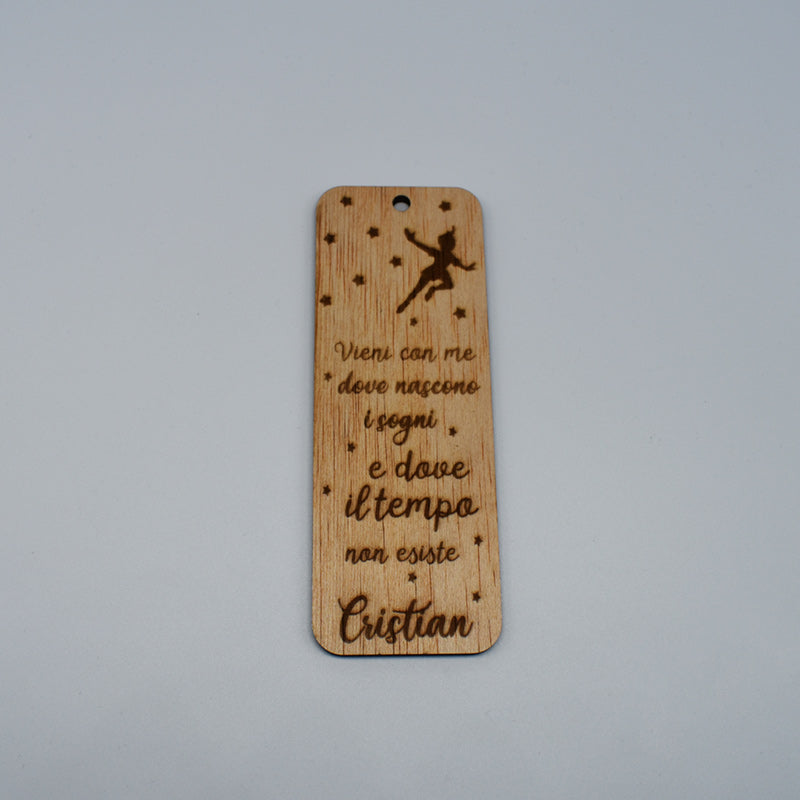 Vieni con me
dove nascono
i sogni
e dove
il tempo
non esiste
Cristian